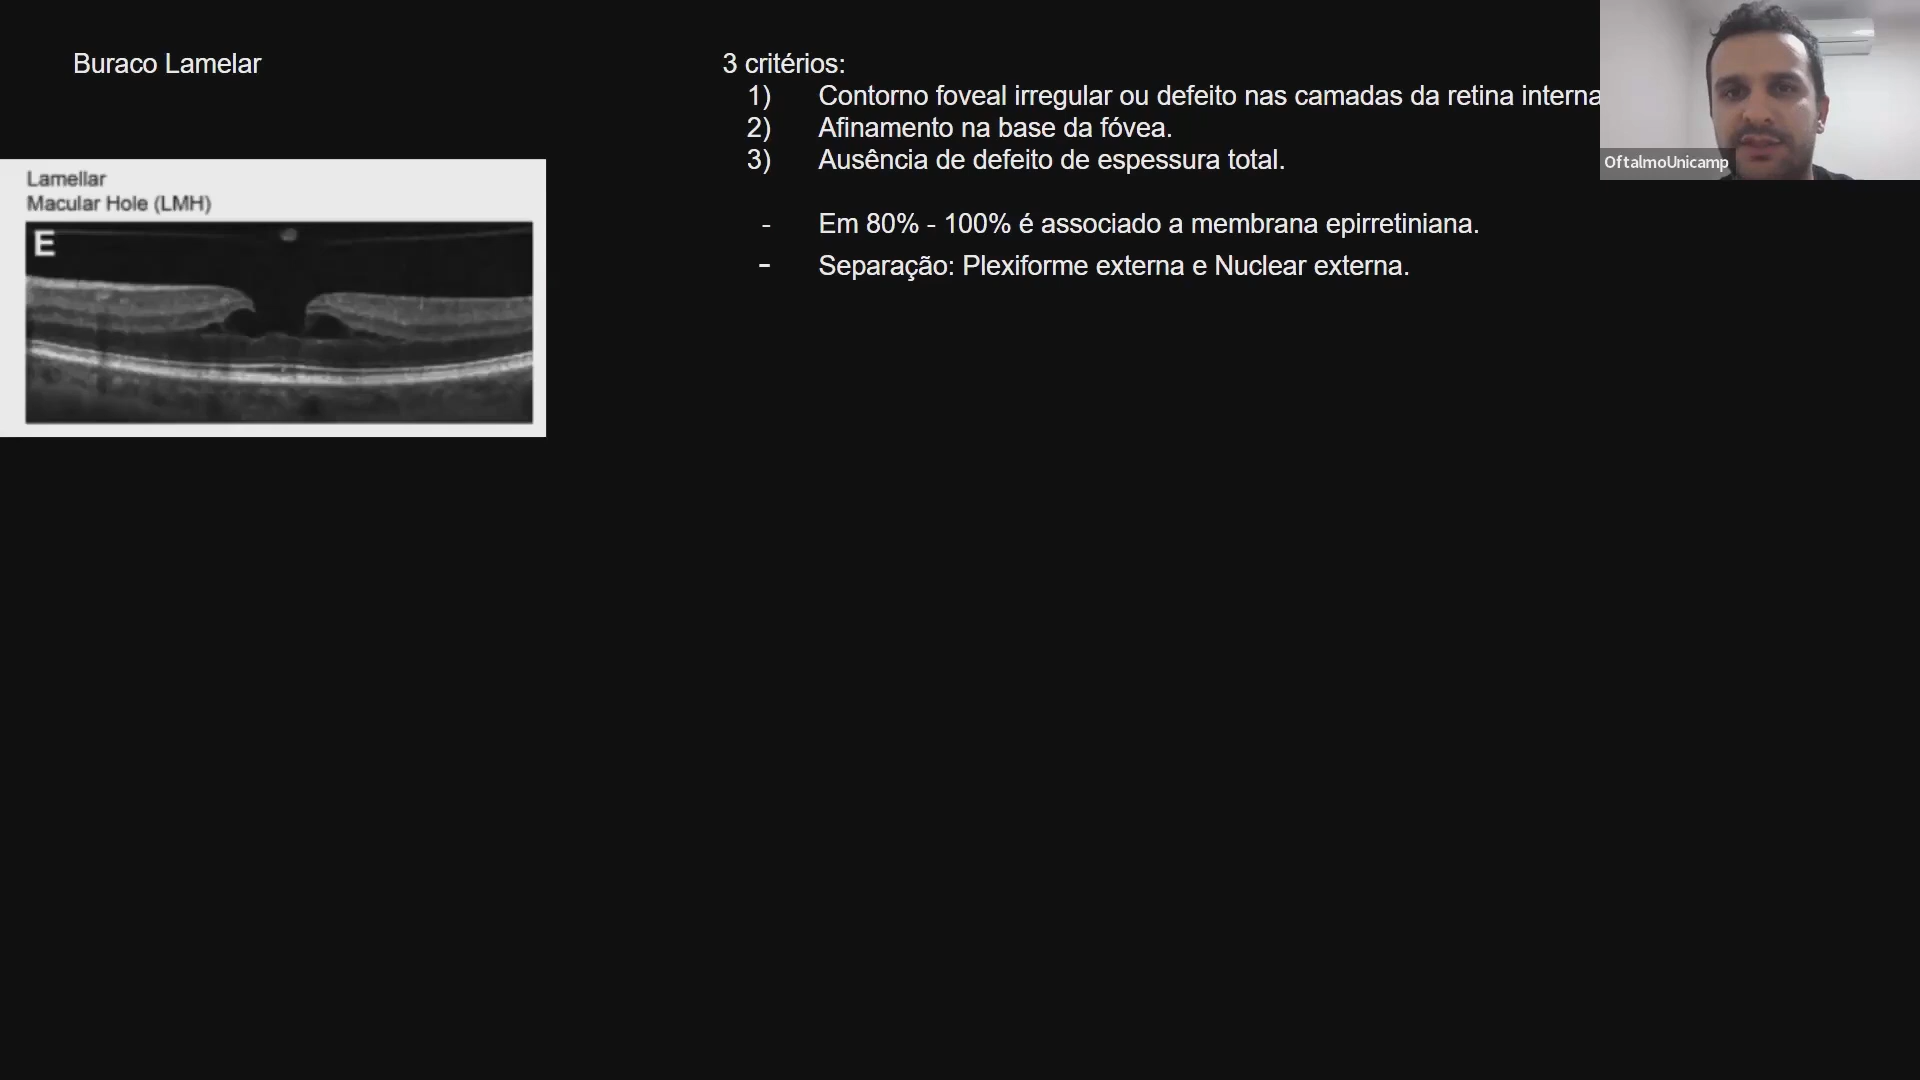 Buraco Lamelar
Lamellar
Macular Hole (LMH)
E
3 critérios:
1) Contorno foveal irregular ou defeito nas camadas da retina interna
2) Afinamento na base da fóvea.
3) Ausência de defeito de espessura total.
- Em 80% - 100% é associado a membrana epirretiniana.
- Separação: Plexiforme externa e Nuclear externa.
OftalmoUnicamp